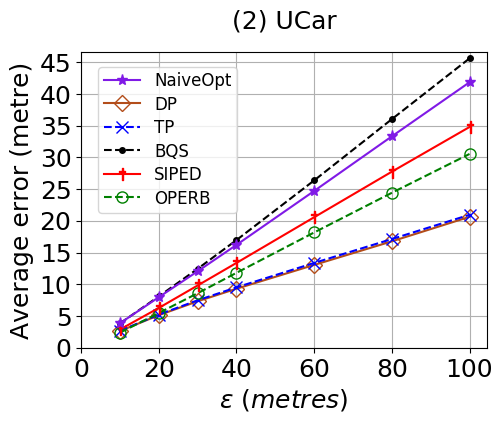 (2) UCar
Average error (metre)
45
40
35
30
25
20
15
10
5
0
NaiveOpt
DP
TP
BQS
SIPED
OPERB
0 20 40 60 80 100
ε (metres)